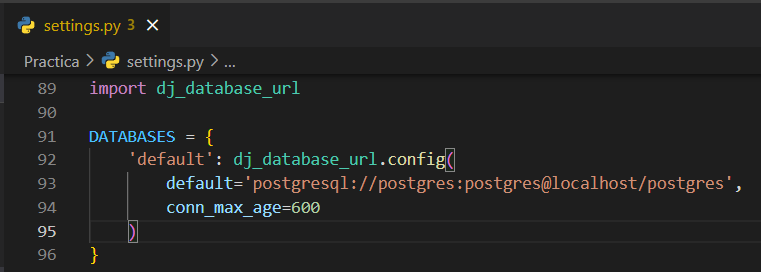 settings.py 3 ×
Practica > settings.py > ...
89 import dj_database_url
90
91 DATABASES = {
92     'default': dj_database_url.config(
93         default='postgresql://postgres:postgres@localhost/postgres',
94         conn_max_age=600
95     )
96 }